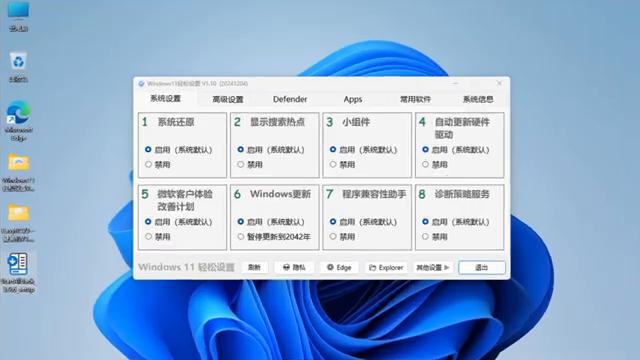 Windows11轻松设置 V1.10 (20241204)
系统设置
高级设置
Defender
Apps
常用软件
系统信息
1 系统还原
启用（系统默认）
禁用
2 显示搜索热点
启用（系统默认）
禁用
3 小组件
启用（系统默认）
禁用
4 自动更新硬件
驱动
启用（系统默认）
禁用
5 微软客户体验
改善计划
启用（系统默认）
禁用
6 Windows更新
启用（系统默认）
暂停更新到2042年
7 程序兼容性助手
启用（系统默认）
禁用
8 诊断策略服务
启用（系统默认）
禁用
Windows 11 轻松设置
刷新
隐私
Edge
Explorer
其他设置
退出
此电脑
回收站
Microsoft
Edge